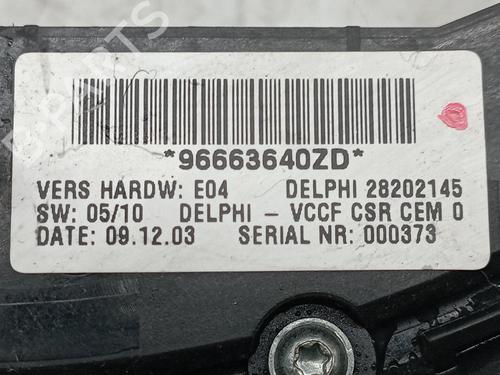 B-PARTS
*96663640ZD*
VERS HARDW: E04 DELPHI 28202145
SW: 05/10 DELPHI - VCCF CSR CEM 0
DATE: 09.12.03 SERIAL NR: 000373